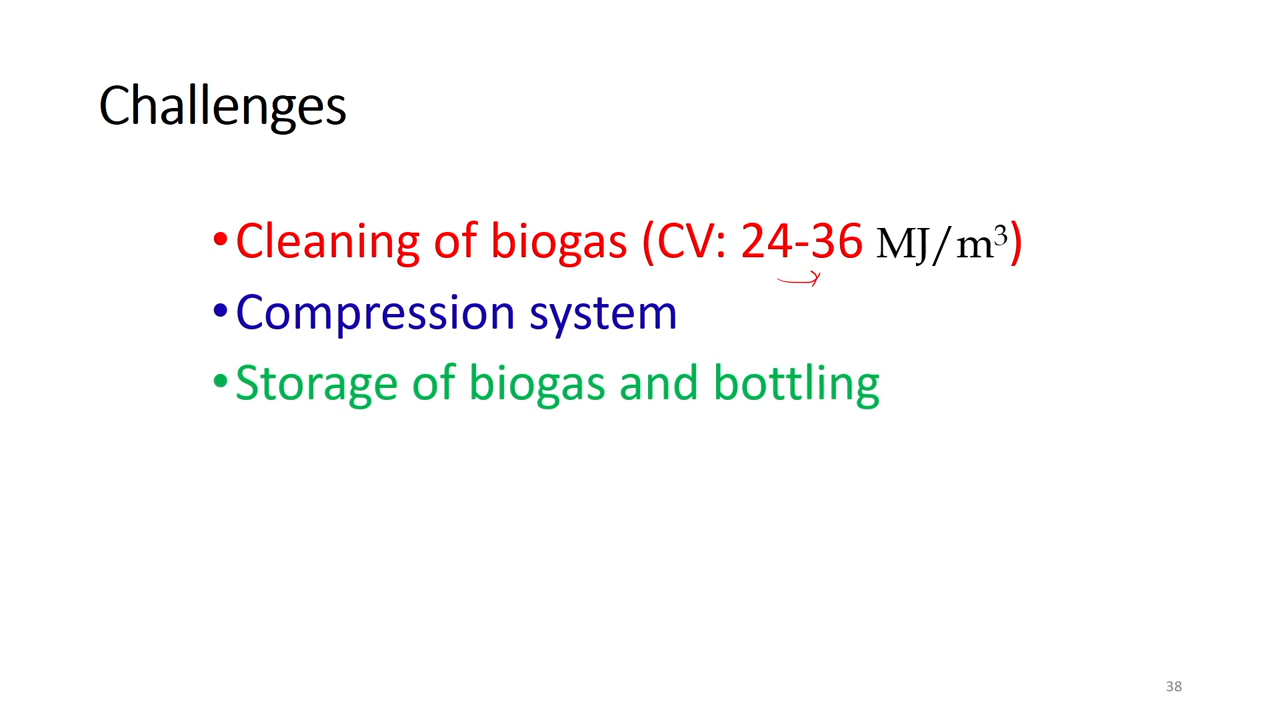 Challenges
•Cleaning of biogas (CV: 24-36 MJ/m³)
•Compression system
•Storage of biogas and bottling
38